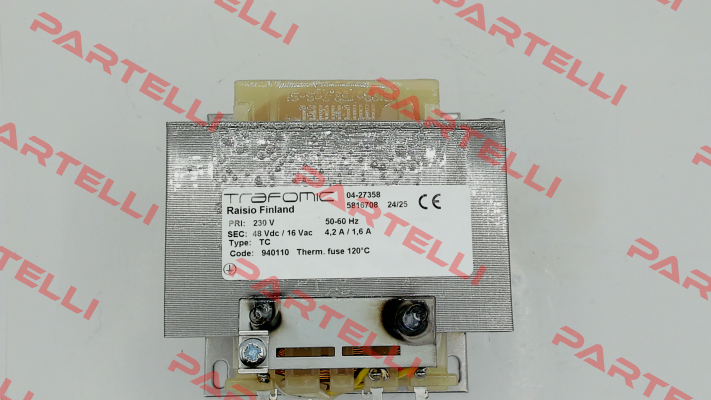 PARTELLI
PARTELLI
PARTELLI
PARTELLI
PARTELLI
PARTELLI
PARTELLI
TRAFOMIC 04-27358
Raisio Finland 5816708 24/25 CE
PRI: 230 V 50-60 Hz
SEC: 48 Vdc / 16 Vac 4,2 A / 1,6 A
Type: TC
Code: 940110 Therm. fuse 120°C